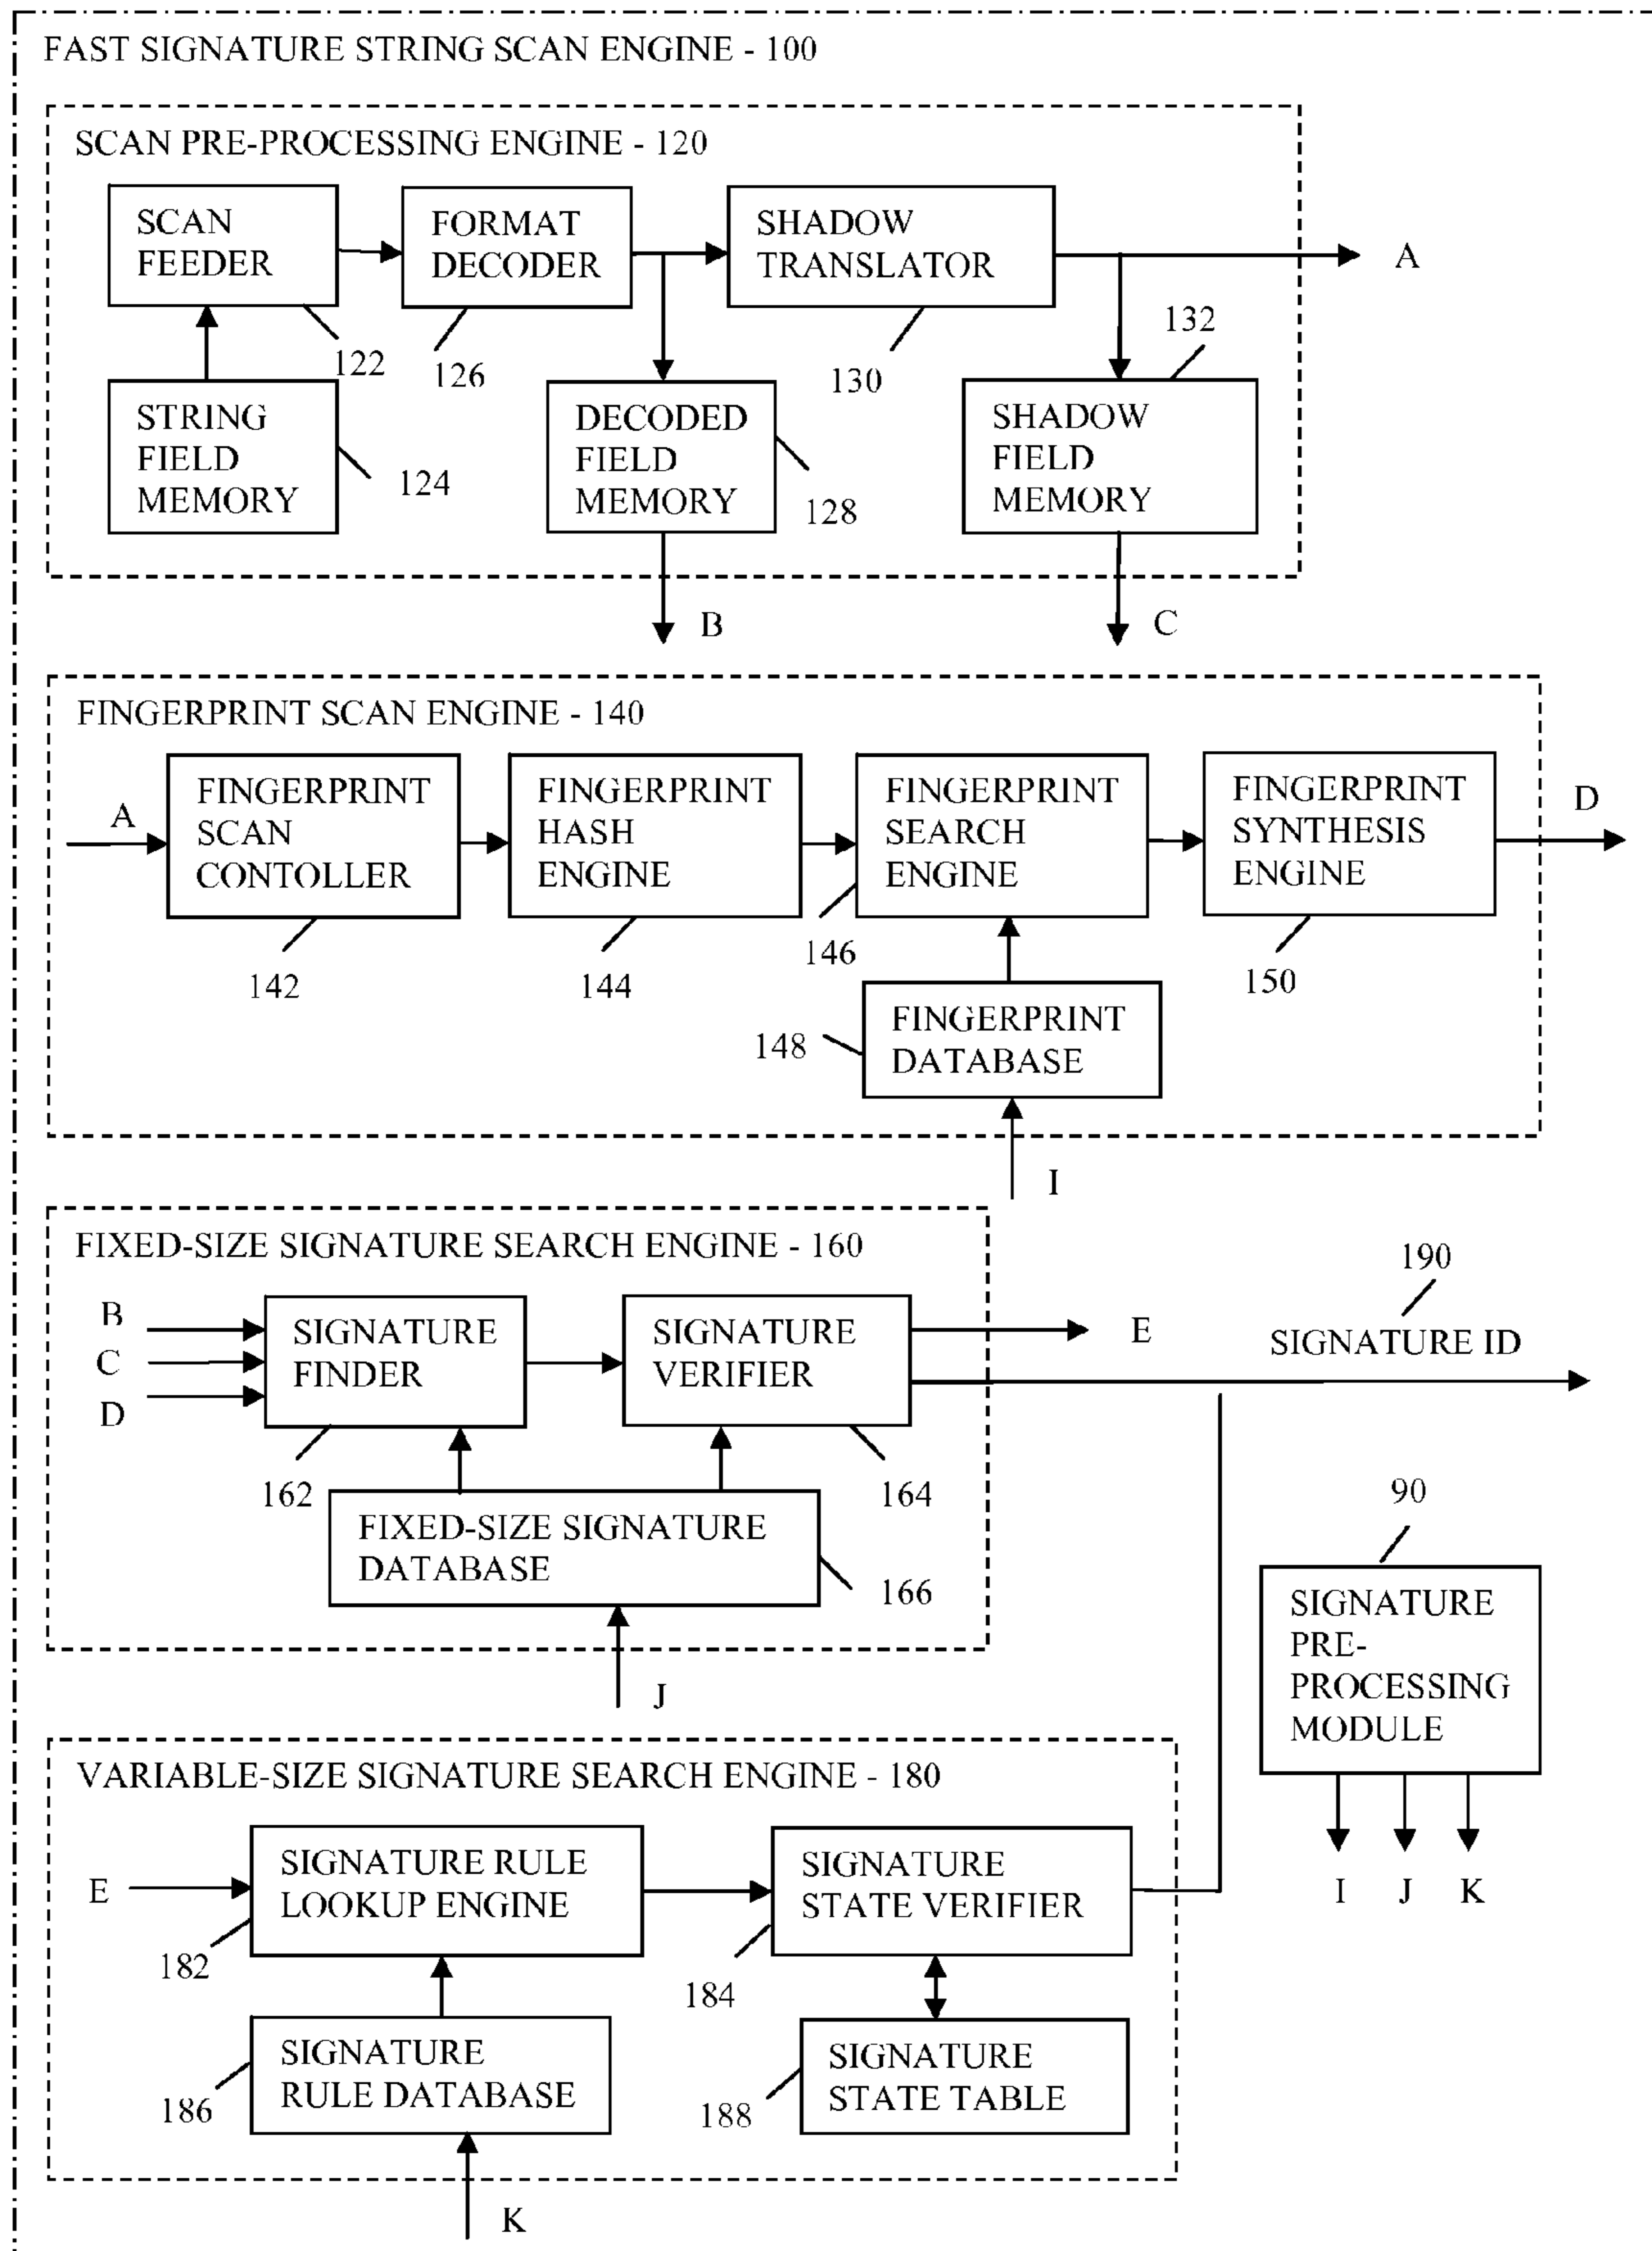 FAST SIGNATURE STRING SCAN ENGINE - 100
SCAN PRE-PROCESSING ENGINE - 120
SCAN
FEEDER
122
FORMAT
DECODER
126
SHADOW
TRANSLATOR
130
A
STRING
FIELD
MEMORY
124
DECODED
FIELD
MEMORY
128
132
SHADOW
FIELD
MEMORY
B
C
FINGERPRINT SCAN ENGINE - 140
A
FINGERPRINT
SCAN
CONTOLLER
142
FINGERPRINT
HASH
ENGINE
144
FINGERPRINT
SEARCH
ENGINE
146
FINGERPRINT
SYNTHESIS
ENGINE
150
D
148
FINGERPRINT
DATABASE
I
FIXED-SIZE SIGNATURE SEARCH ENGINE - 160
B
C
D
SIGNATURE
FINDER
162
SIGNATURE
VERIFIER
164
E
190
SIGNATURE ID
FIXED-SIZE SIGNATURE
DATABASE
166
J
90
SIGNATURE
PRE-
PROCESSING
MODULE
I
J
K
VARIABLE-SIZE SIGNATURE SEARCH ENGINE - 180
E
SIGNATURE RULE
LOOKUP ENGINE
182
SIGNATURE
STATE VERIFIER
184
SIGNATURE
RULE DATABASE
186
SIGNATURE
STATE TABLE
188
K